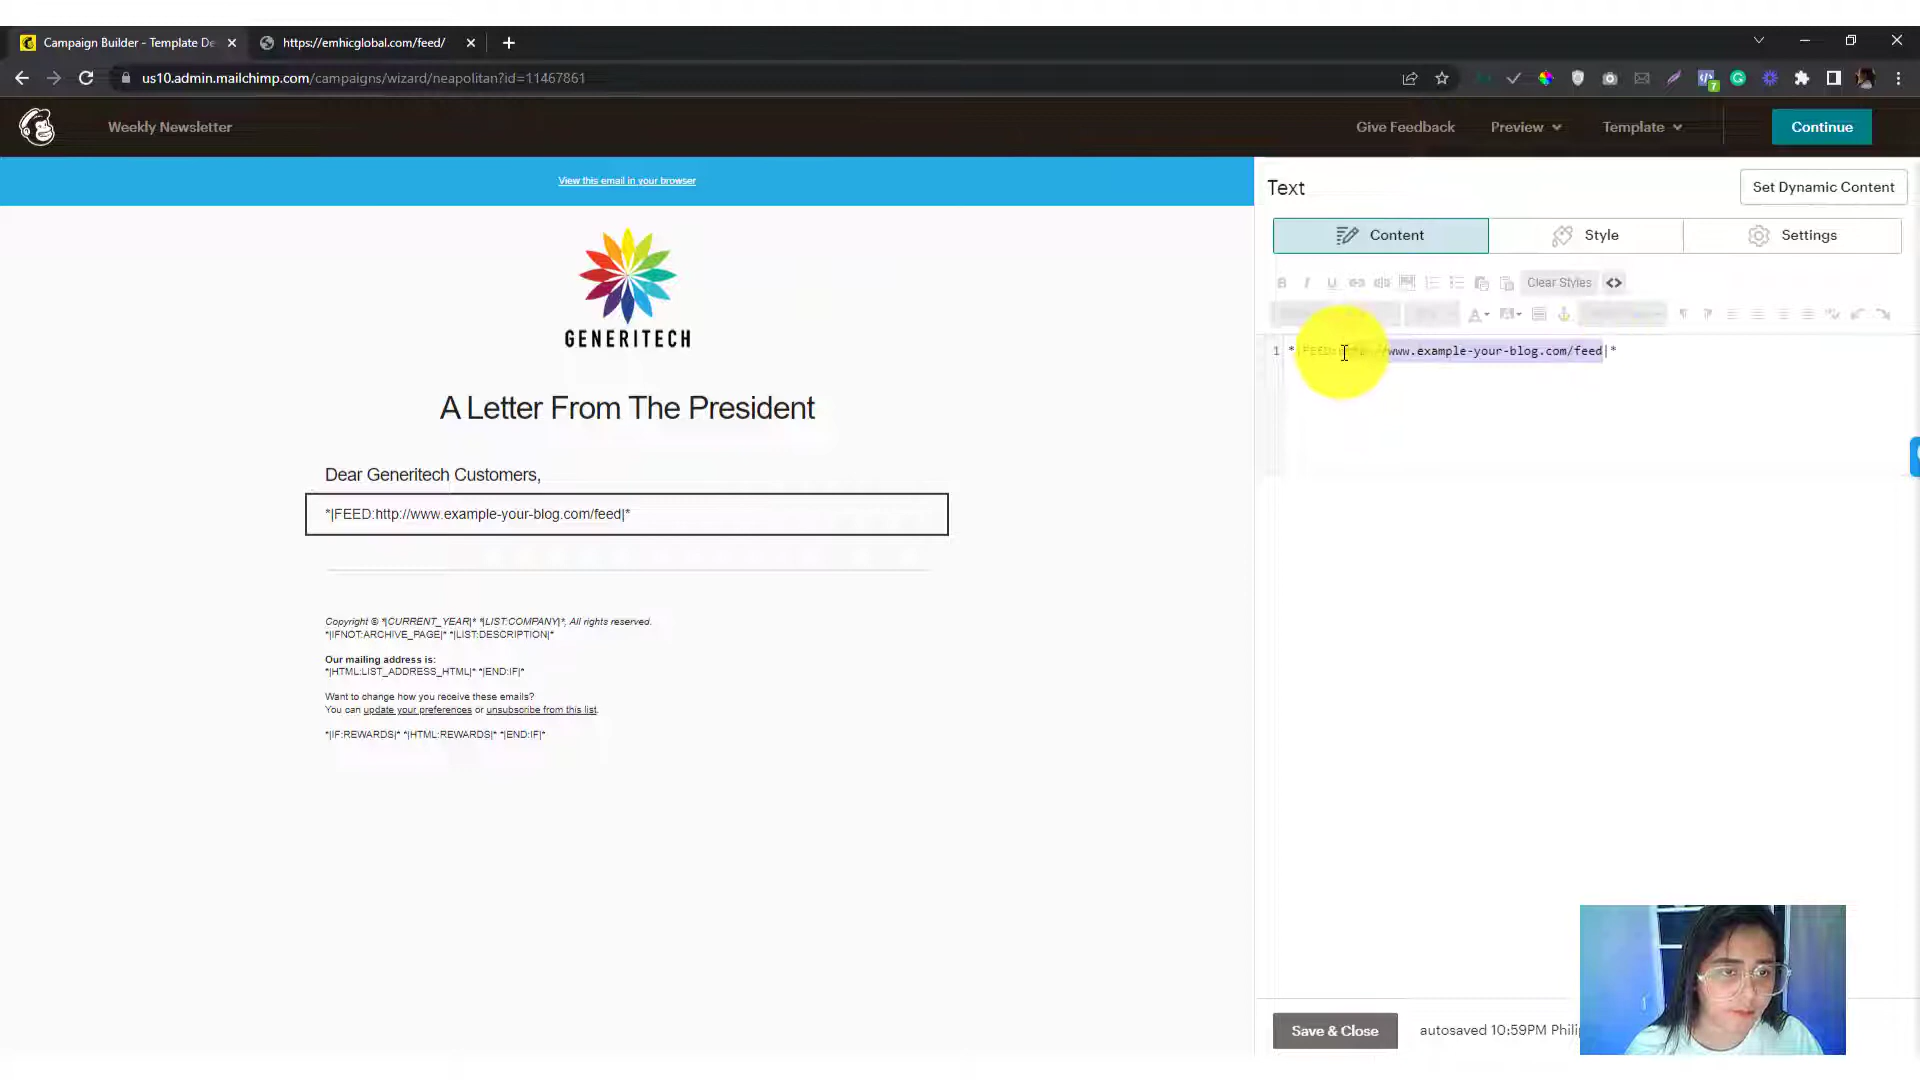 Campaign Builder - Template De
https://emhicglobal.com/feed/
us10.admin.mailchimp.com/campaigns/wizard/neapolitan?id=11467861
7
Weekly Newsletter
Give Feedback
Preview
Template
Continue
View this email in your browser
GENERITECH
A Letter From The President
Dear Generitech Customers,
*|FEED:http://www.example-your-blog.com/feed|*
Copyright © *|CURRENT_YEAR|* *|LIST:COMPANY|*, All rights reserved.
*|IFNOT:ARCHIVE_PAGE|* *|LIST:DESCRIPTION|*
Our mailing address is:
*|HTML:LIST_ADDRESS_HTML|* *|END:IF|*
Want to change how you receive these emails?
You can update your preferences or unsubscribe from this list.
*|IF:REWARDS|* *|HTML:REWARDS|* *|END:IF|*
Text
Set Dynamic Content
Content
Style
Settings
B I U
Clear Styles
1 *|FEED:http://www.example-your-blog.com/feed|*
Save & Close
autosaved 10:59PM